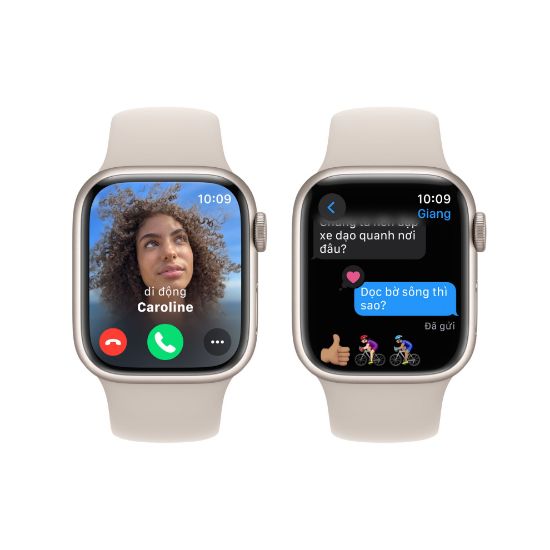 10:09
di động
Caroline
10:09
Giang
xe dạo quanh nơi
đâu?
Dọc bờ sông thì
sao?
Đã gửi